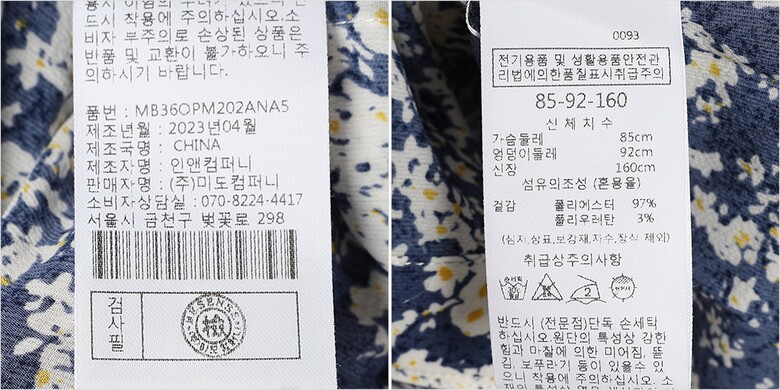 드시 착용에 주의하십시오.소
비자 부주의로 손상된 상품은
반품 및 교환이 불가하오니 주
의하시기 바랍니다.
품번 : MB36OPM202ANA5
제조년월 : 2023년04월
제조국명 : CHINA
제조자명 : 인앤컴퍼니
판매자명 : (주)미도컴퍼니
소비자상담실 : 070-8224-4417
서울시 금천구 벚꽃로 298
검사필
0093
전기용품 및 생활용품안전관
리법에의한품질표시취급주의
85-92-160
신체치수
가슴둘레 85cm
엉덩이둘레 92cm
신장 160cm
섬유의조성 (혼용율)
겉감 폴리에스터 97%
폴리우레탄 3%
(심지,상표,보강재,자수,장식 제외)
취급상주의사항
반드시 (전문점)단독 손세탁
하십시오.원단의 특성상 강한
힘과 마찰에 의한 미어짐, 뜯
김, 보푸라기 등이 있을수 있
으니 착용에 주의하십시오.소